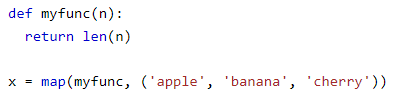 def myfunc(n):
  return len(n)

x = map(myfunc, ('apple', 'banana', 'cherry'))